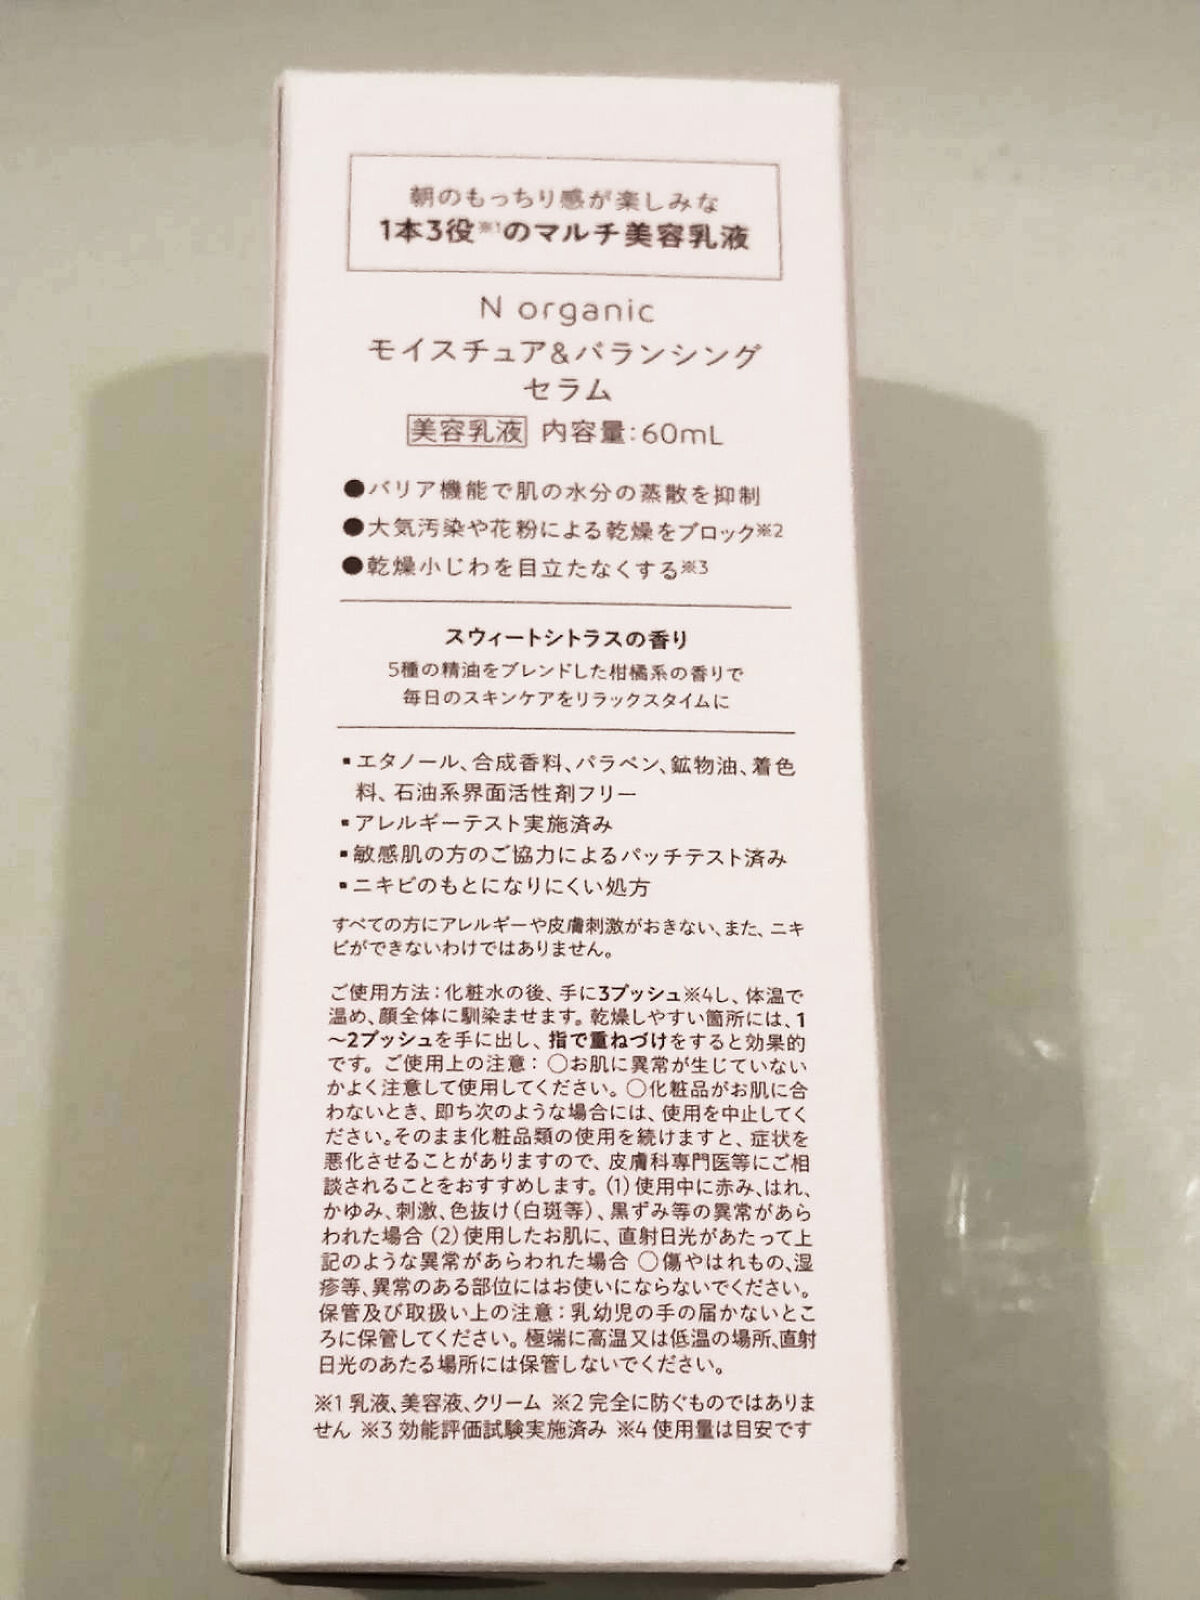 朝のもっちり感が楽しみな
1本3役※1のマルチ美容乳液
N organic
モイスチュア&バランシング
セラム
美容乳液 内容量:60mL
●バリア機能で肌の水分の蒸散を抑制
●大気汚染や花粉による乾燥をブロック※2
●乾燥小じわを目立たなくする※3
スウィートシトラスの香り
5種の精油をブレンドした柑橘系の香りで
毎日のスキンケアをリラックスタイムに
▪エタノール、合成香料、パラベン、鉱物油、着色
料、石油系界面活性剤フリー
▪アレルギーテスト実施済み
▪敏感肌の方のご協力によるパッチテスト済み
▪ニキビのもとになりにくい処方
すべての方にアレルギーや皮膚刺激がおきない、また、ニキ
ビができないわけではありません。
ご使用方法:化粧水の後、手に3プッシュ※4し、体温で
温め、顔全体に馴染ませます。乾燥しやすい箇所には、1
〜2プッシュを手に出し、指で重ねづけをすると効果的
です。ご使用上の注意:○お肌に異常が生じていない
かよく注意して使用してください。○化粧品がお肌に合
わないとき、即ち次のような場合には、使用を中止してく
ださい。そのまま化粧品類の使用を続けますと、症状を
悪化させることがありますので、皮膚科専門医等にご相
談されることをおすすめします。(1)使用中に赤み、はれ、
かゆみ、刺激、色抜け(白斑等)、黒ずみ等の異常があら
われた場合(2)使用したお肌に、直射日光があたって上
記のような異常があらわれた場合 ○傷やはれもの、湿
疹等、異常のある部位にはお使いにならないでください。
保管及び取扱い上の注意:乳幼児の手の届かないとこ
ろに保管してください。極端に高温又は低温の場所、直射
日光のあたる場所には保管しないでください。
※1 乳液、美容液、クリーム ※2 完全に防ぐものではありま
せん ※3 効能評価試験実施済み ※4 使用量は目安です